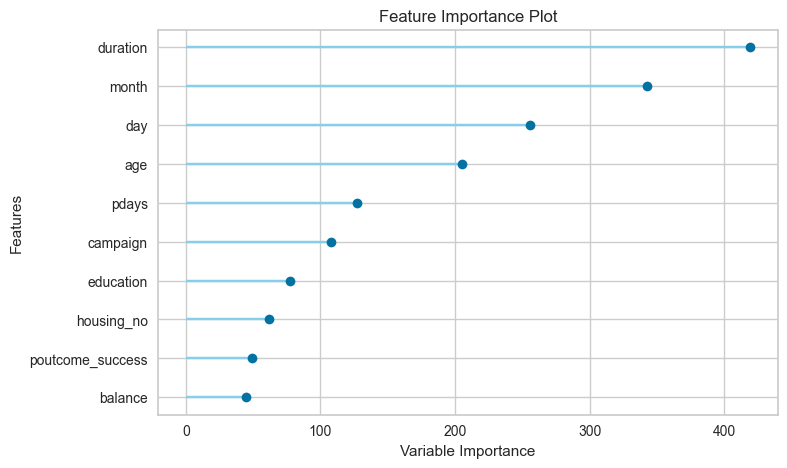 Feature Importance Plot
Features
duration
month
day
age
pdays
campaign
education
housing_no
poutcome_success
balance
0 100 200 300 400
Variable Importance